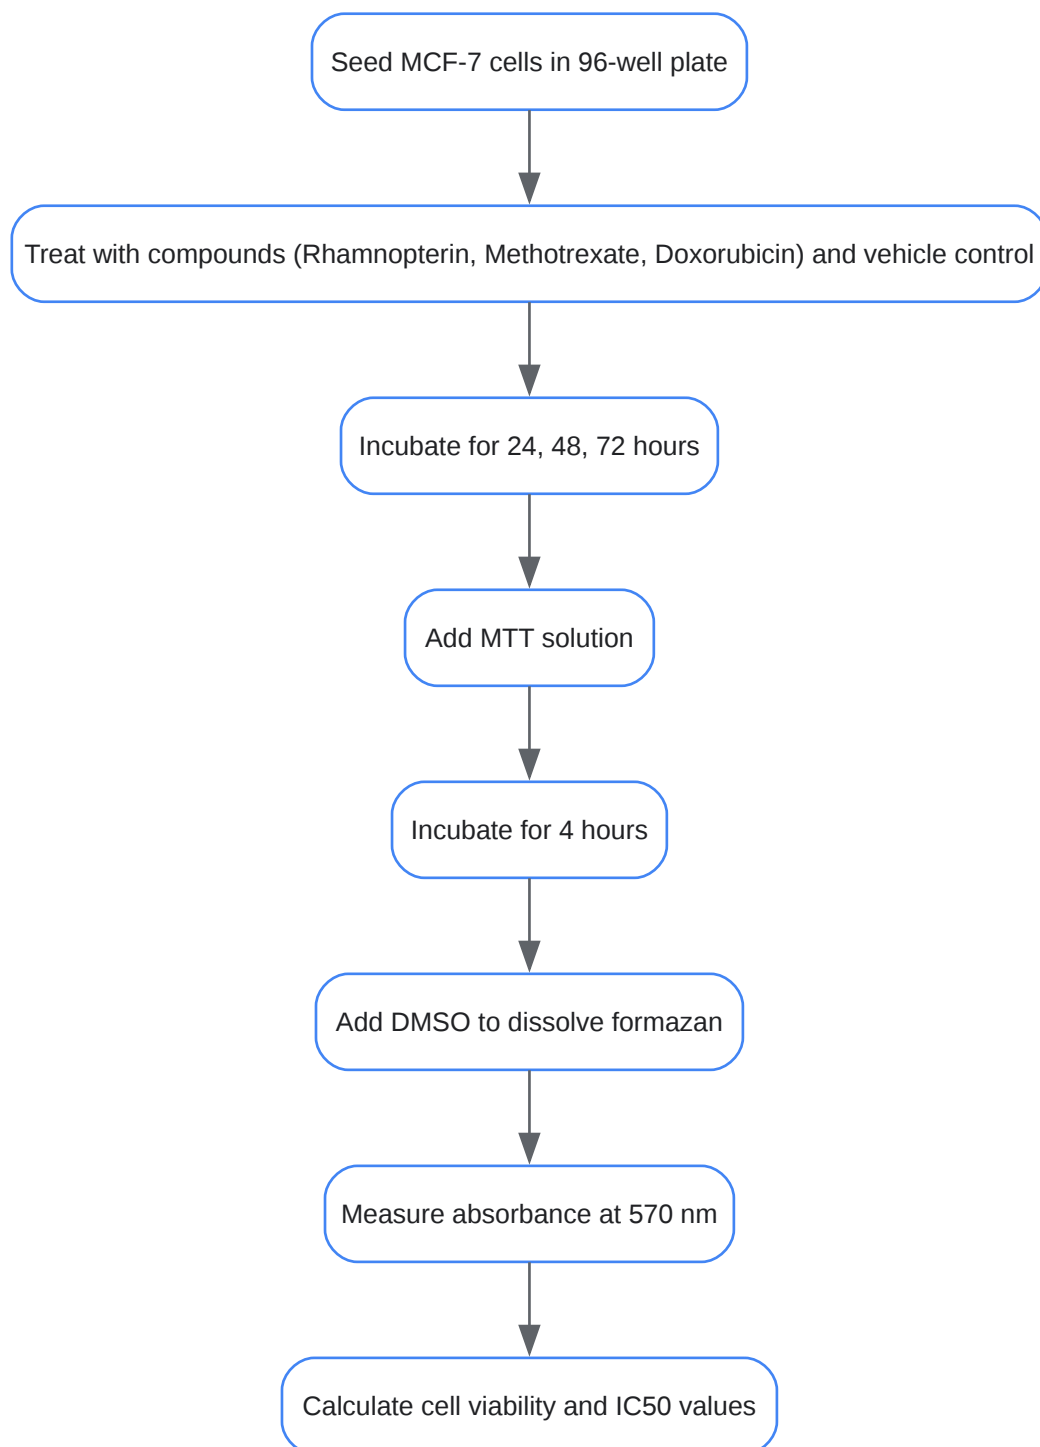 Seed MCF-7 cells in 96-well plate
Treat with compounds (Rhamnopterin, Methotrexate, Doxorubicin) and vehicle control
Incubate for 24, 48, 72 hours
Add MTT solution
Incubate for 4 hours
Add DMSO to dissolve formazan
Measure absorbance at 570 nm
Calculate cell viability and IC50 values